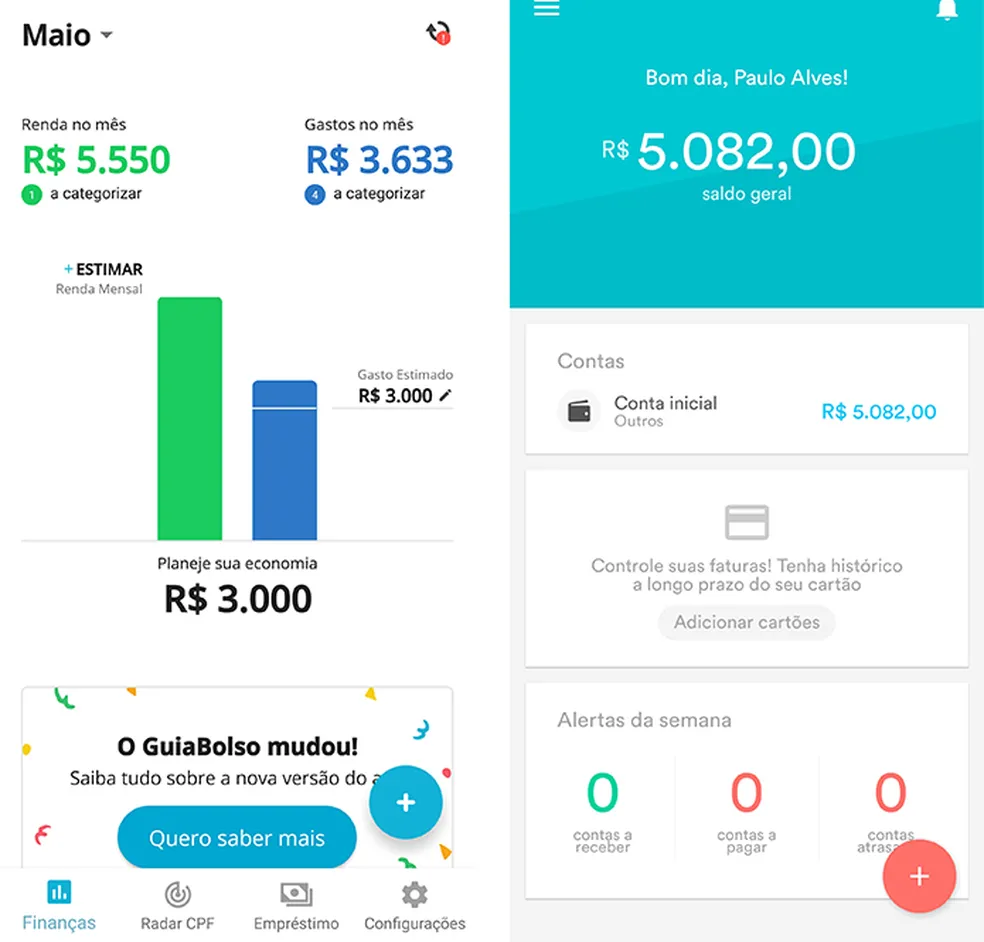 Maio
Renda no mês
R$ 5.550
1 a categorizar
Gastos no mês
R$ 3.633
4 a categorizar
+ ESTIMAR
Renda Mensal
Gasto Estimado
R$ 3.000
Planeje sua economia
R$ 3.000
O GuiaBolso mudou!
Saiba tudo sobre a nova versão do a
Quero saber mais
+
Finanças
Radar CPF
Empréstimo
Configurações
Bom dia, Paulo Alves!
R$ 5.082,00
saldo geral
Contas
Conta inicial
Outros
R$ 5.082,00
Controle suas faturas! Tenha histórico
a longo prazo do seu cartão
Adicionar cartões
Alertas da semana
0
contas a
receber
0
contas a
pagar
0
contas
atrasa
+